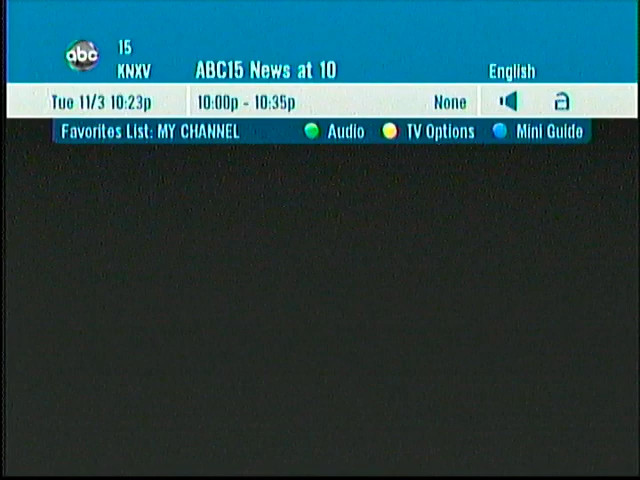 abc
15
KNXV
ABC15 News at 10
English
Tue 11/3 10:23p
10:00p - 10:35p
None
Favorites List: MY CHANNEL
Audio
TV Options
Mini Guide